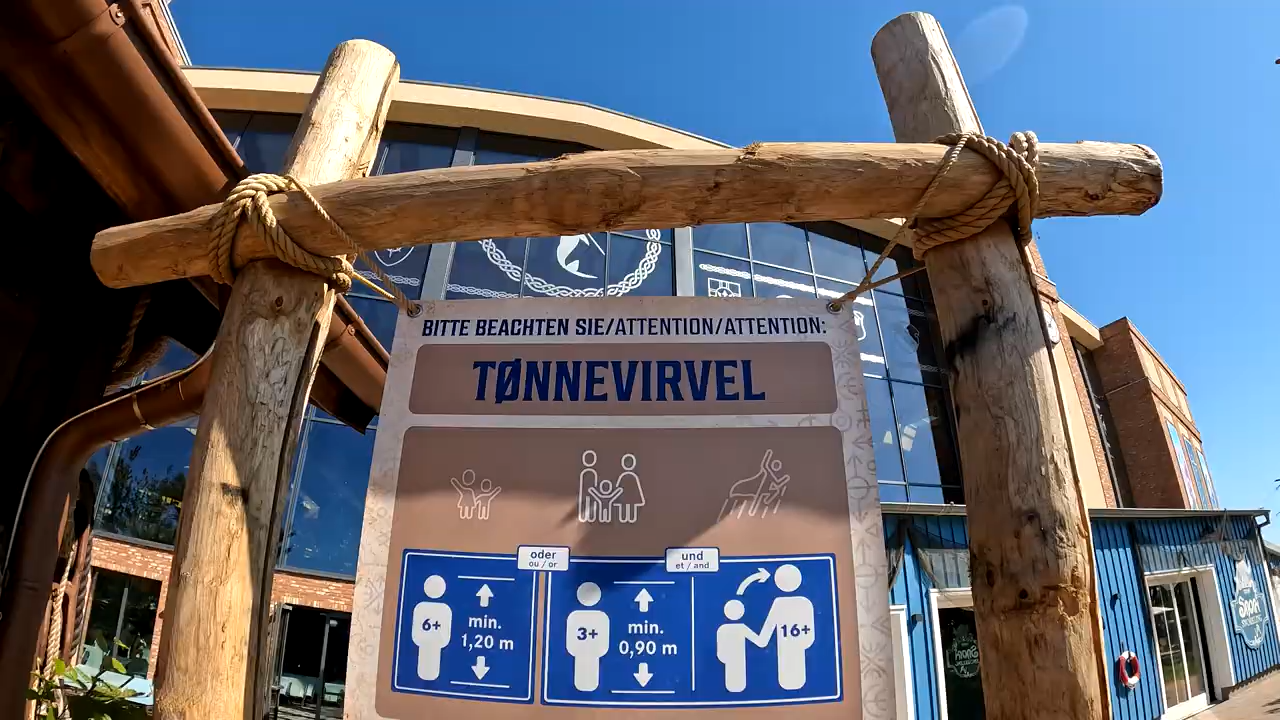 BITTE BEACHTEN SIE/ATTENTION/ATTENTION:
TØNNEVIRVEL
oder
ou / or
und
et / and
6+
min.
1,20 m
3+
min.
0,90 m
16+
Snorri